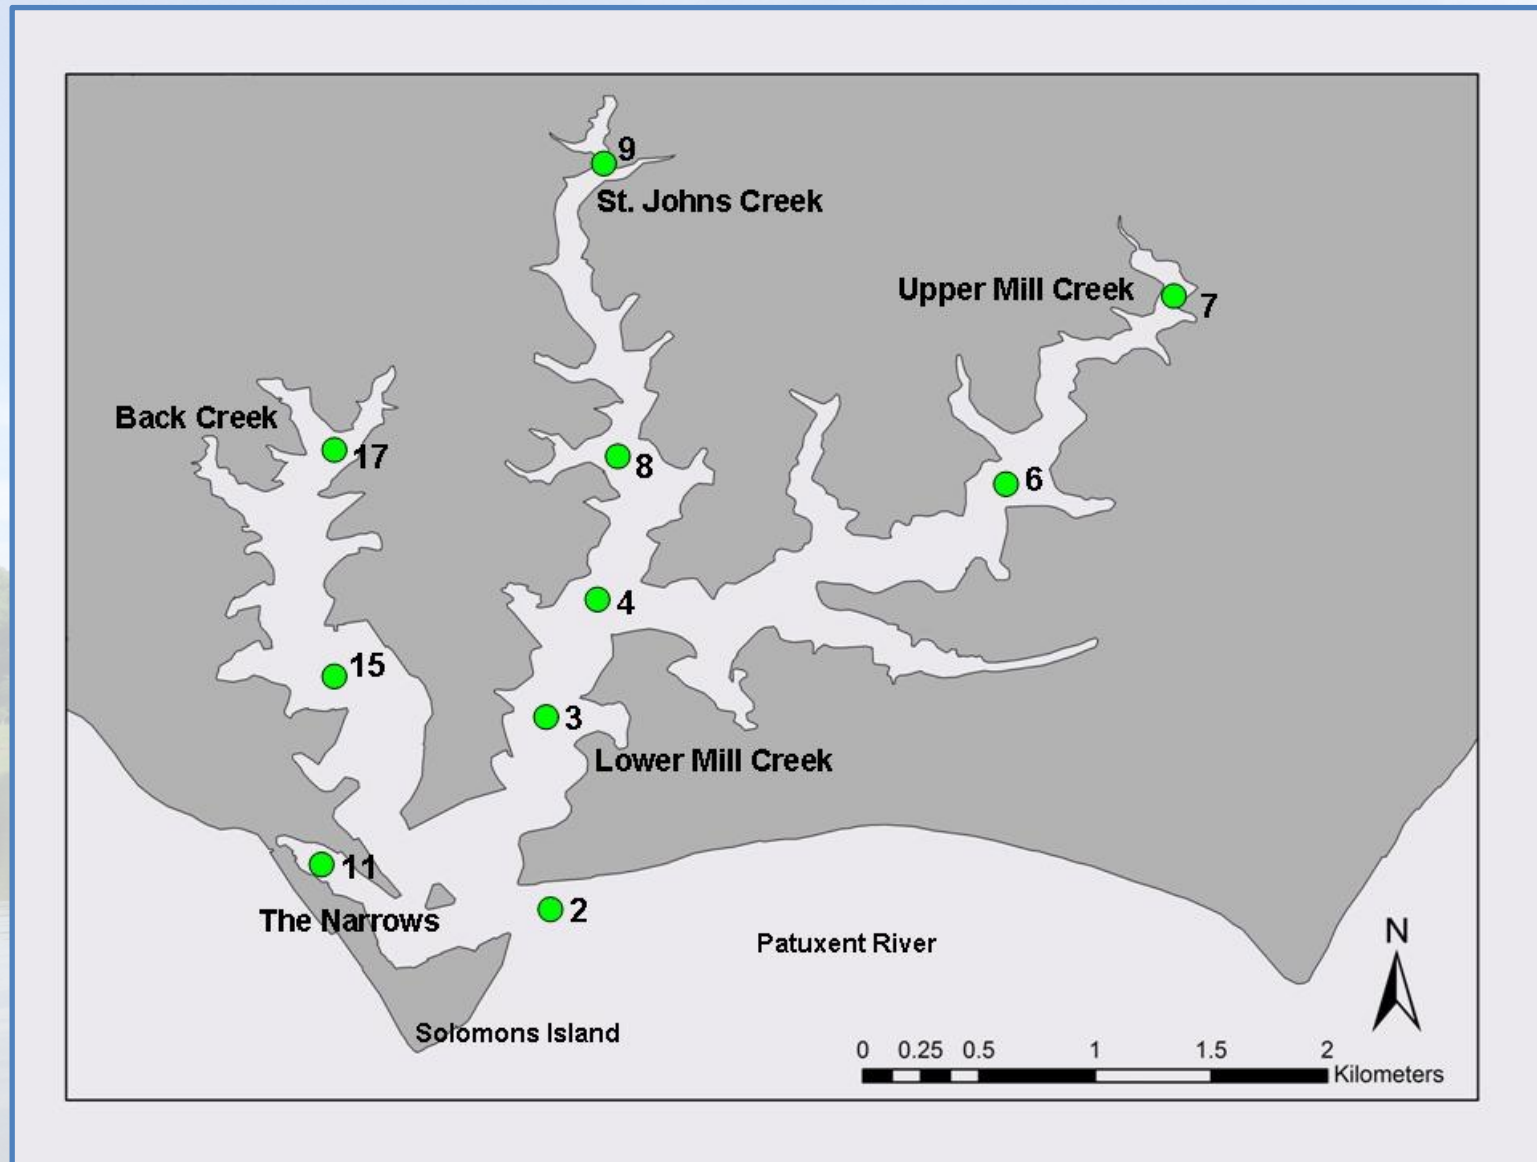 9
St. Johns Creek
Upper Mill Creek
7
Back Creek
17
8
6
4
15
3
Lower Mill Creek
11
The Narrows
2
Patuxent River
N
Solomons Island
0 0.25 0.5 1 1.5 2
Kilometers